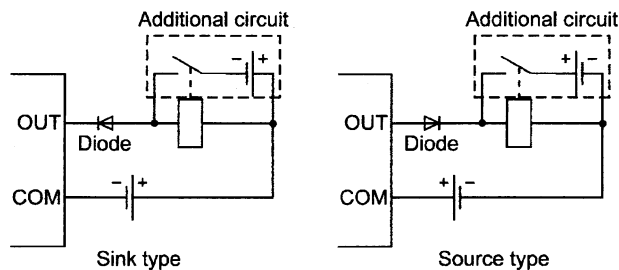 Additional circuit
- +
OUT
Diode
COM
- +
Sink type
Additional circuit
+ -
OUT
Diode
COM
+ -
Source type